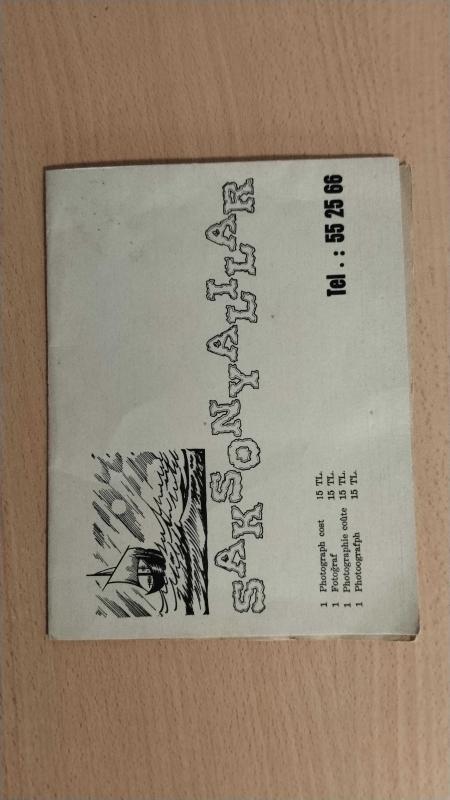 SAKSONYALILAR
1 Photograph cost 15 TL.
1 Fotoğraf 15 TL.
1 Photographie coûte 15 TL.
1 Photoografph 15 TL.
Tel . : 55 25 66